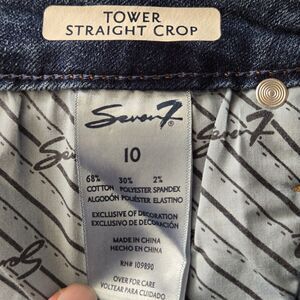 TOWER
STRAIGHT CROP
Seven7®
10
68% 30% 2%
COTTON POLYESTER SPANDEX
ALGODÓN POLIÉSTER ELASTINO
EXCLUSIVE OF DECORATION
EXCLUSIVO DE DECORACIÓN
MADE IN CHINA
HECHO EN CHINA
RN# 109890
OVER FOR CARE
VOLTEAR PARA CUIDADO